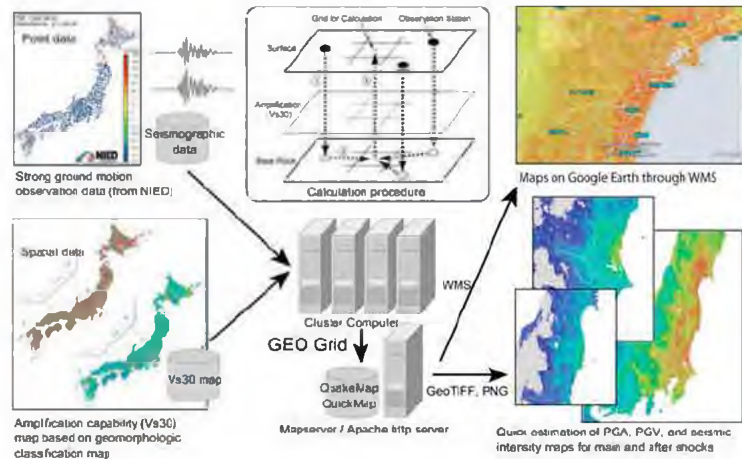 Point data
NIED
Seismographic
data
Strong ground motion
observation data (from NIED)
Grid for Calculation
Observation Station
Surface
Amplification
(Vs30)
Base Rock
Calculation procedure
Maps on Google Earth through WMS
Spatial data
Vs30 map
Amplification capability (Vs30)
map based on geomorphologic
classification map
Cluster Computer
GEO Grid
WMS
QuakeMap
QuickMap
GeoTIFF, PNG
Mapserver / Apache http server
Quick estimation of PGA, PGV, and seismic
intensity maps for main and after shocks